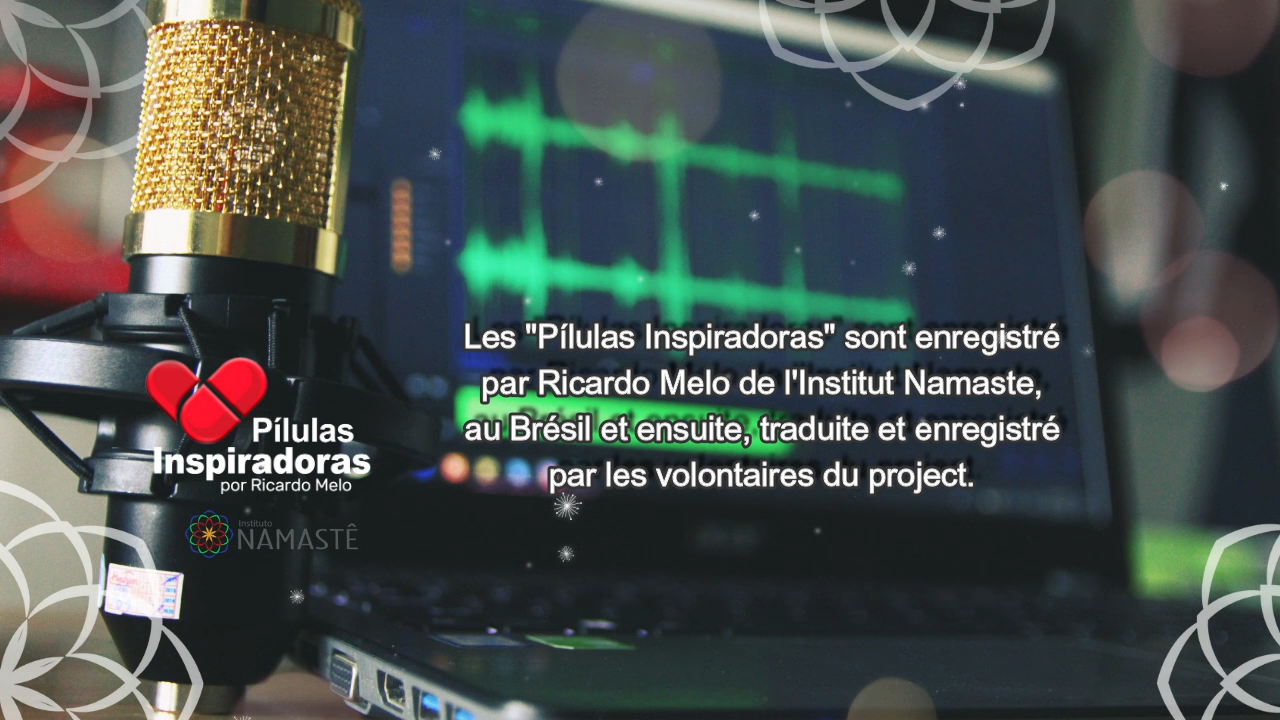 Les "Pílulas Inspiradoras" sont enregistré
par Ricardo Melo de l'Institut Namaste,
au Brésil et ensuite, traduite et enregistré
par les volontaires du project.
Pílulas
Inspiradoras
por Ricardo Melo
Instituto
NAMASTÊ